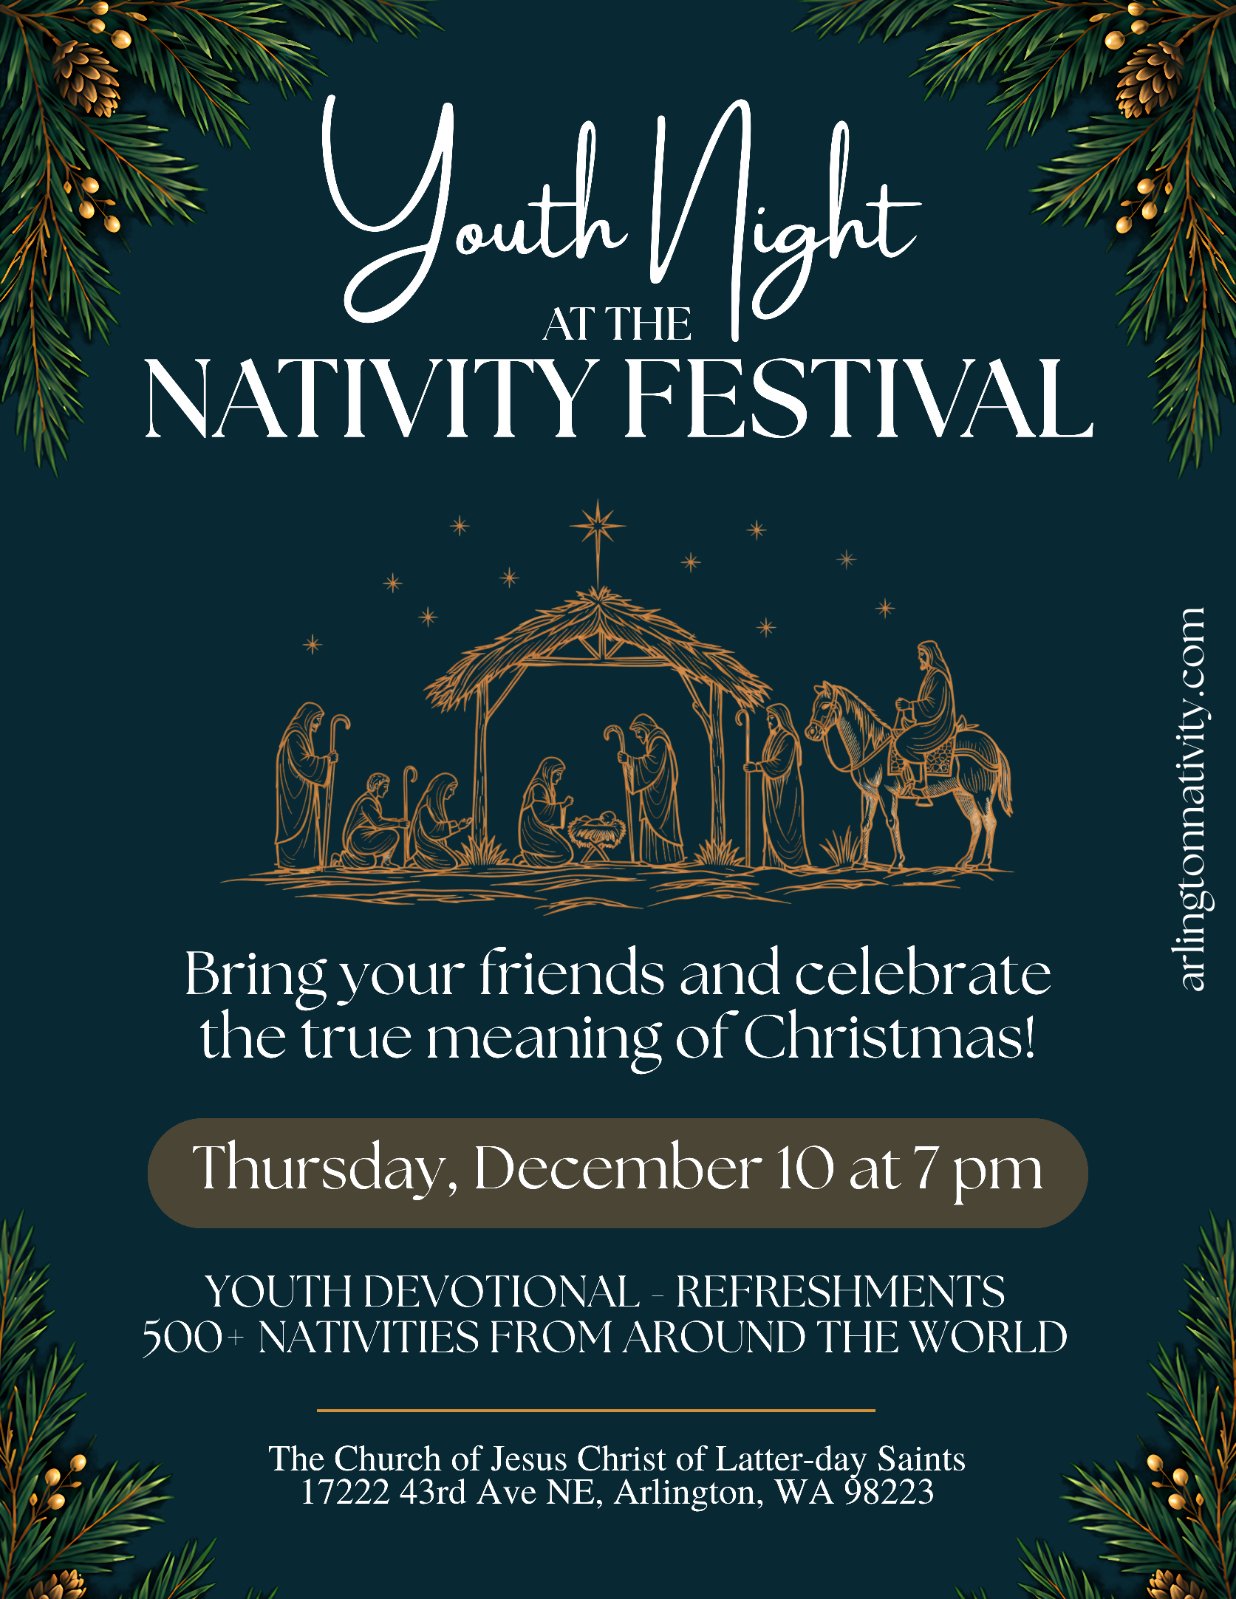 Youth Night
AT THE
NATIVITY FESTIVAL
arlingtonnativity.com
Bring your friends and celebrate
the true meaning of Christmas!
Thursday, December 10 at 7 pm
YOUTH DEVOTIONAL - REFRESHMENTS
500+ NATIVITIES FROM AROUND THE WORLD
The Church of Jesus Christ of Latter-day Saints
17222 43rd Ave NE, Arlington, WA 98223